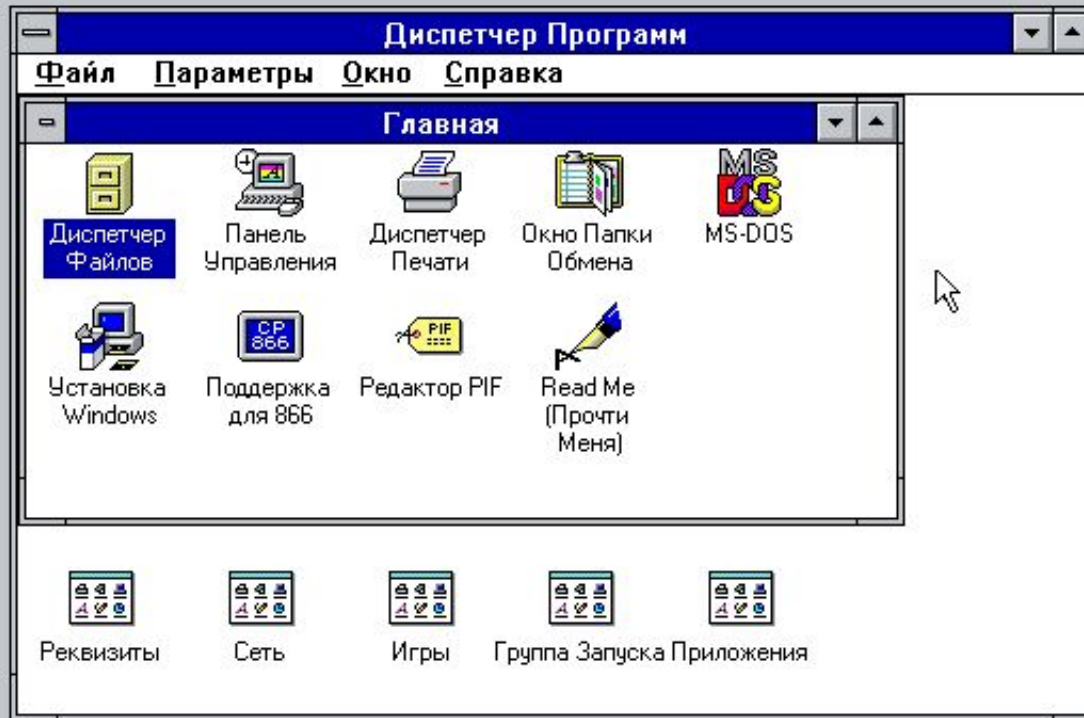 Диспетчер Программ
Файл Параметры Окно Справка
Главная
Диспетчер Файлов
Панель Управления
Диспетчер Печати
Окно Папки Обмена
MS-DOS
CP 866
PIF
Установка Windows
Поддержка для 866
Редактор PIF
Read Me (Прочти Меня)
Реквизиты
Сеть
Игры
Группа Запуска
Приложения